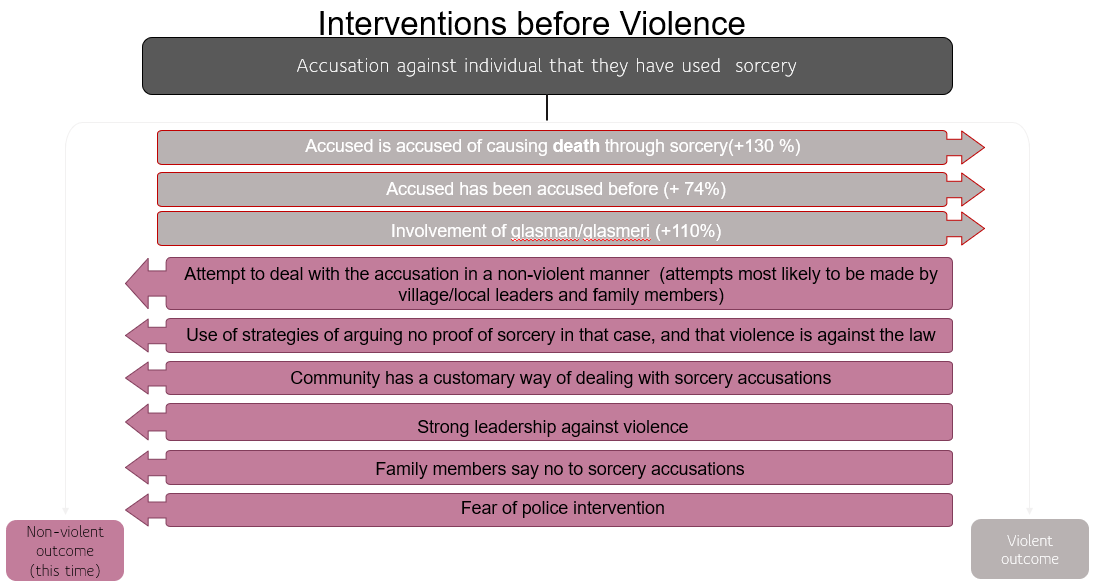 Interventions before Violence
Accusation against individual that they have used  sorcery
Accused is accused of causing death through sorcery(+130 %)
Accused has been accused before (+ 74%)
Involvement of glasman/glasmeri (+110%)
Attempt to deal with the accusation in a non-violent manner  (attempts most likely to be made by
village/local leaders and family members)
Use of strategies of arguing no proof of sorcery in that case, and that violence is against the law
Community has a customary way of dealing with sorcery accusations
Strong leadership against violence
Family members say no to sorcery accusations
Fear of police intervention
Non-violent
outcome
(this time)
Violent
outcome